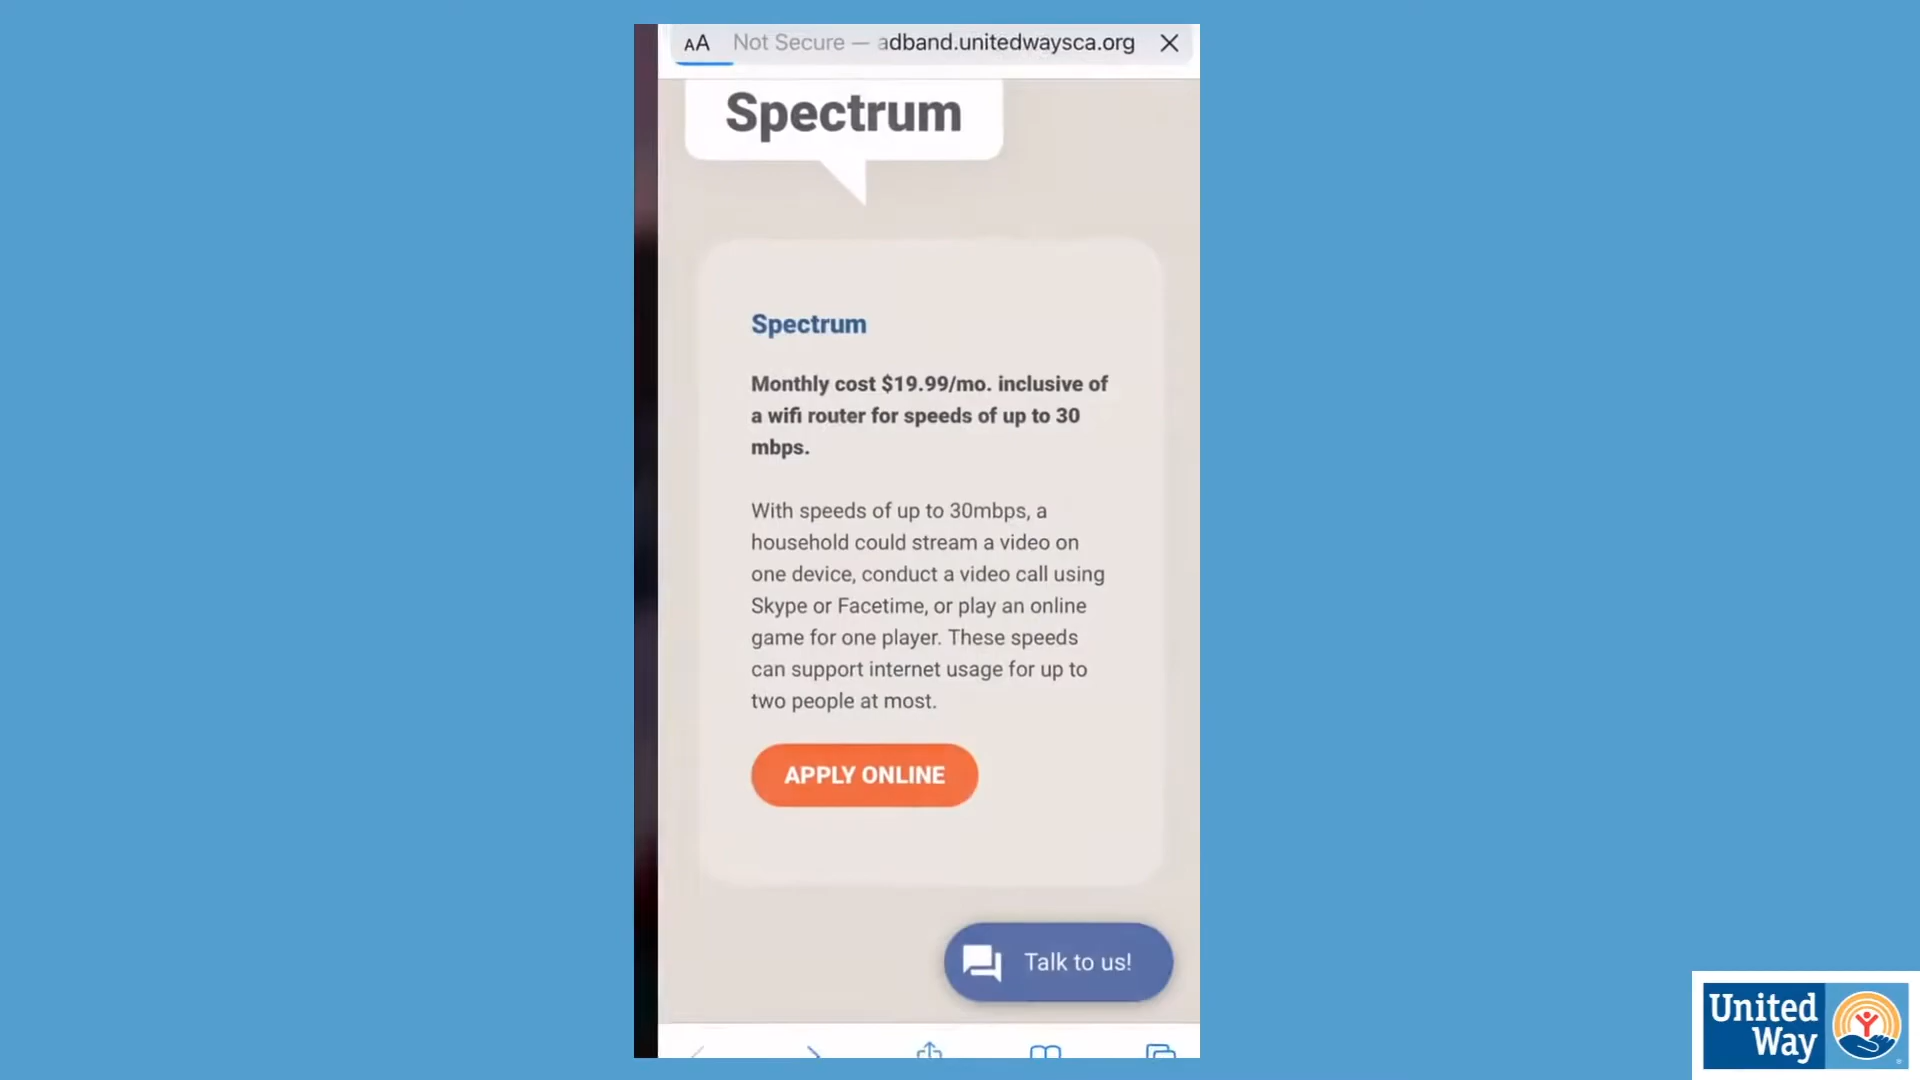 AA Not Secure — adband.unitedwaysca.org
Spectrum
Spectrum
Monthly cost $19.99/mo. inclusive of
a wifi router for speeds of up to 30
mbps.
With speeds of up to 30mbps, a
household could stream a video on
one device, conduct a video call using
Skype or Facetime, or play an online
game for one player. These speeds
can support internet usage for up to
two people at most.
APPLY ONLINE
Talk to us!
United
Way